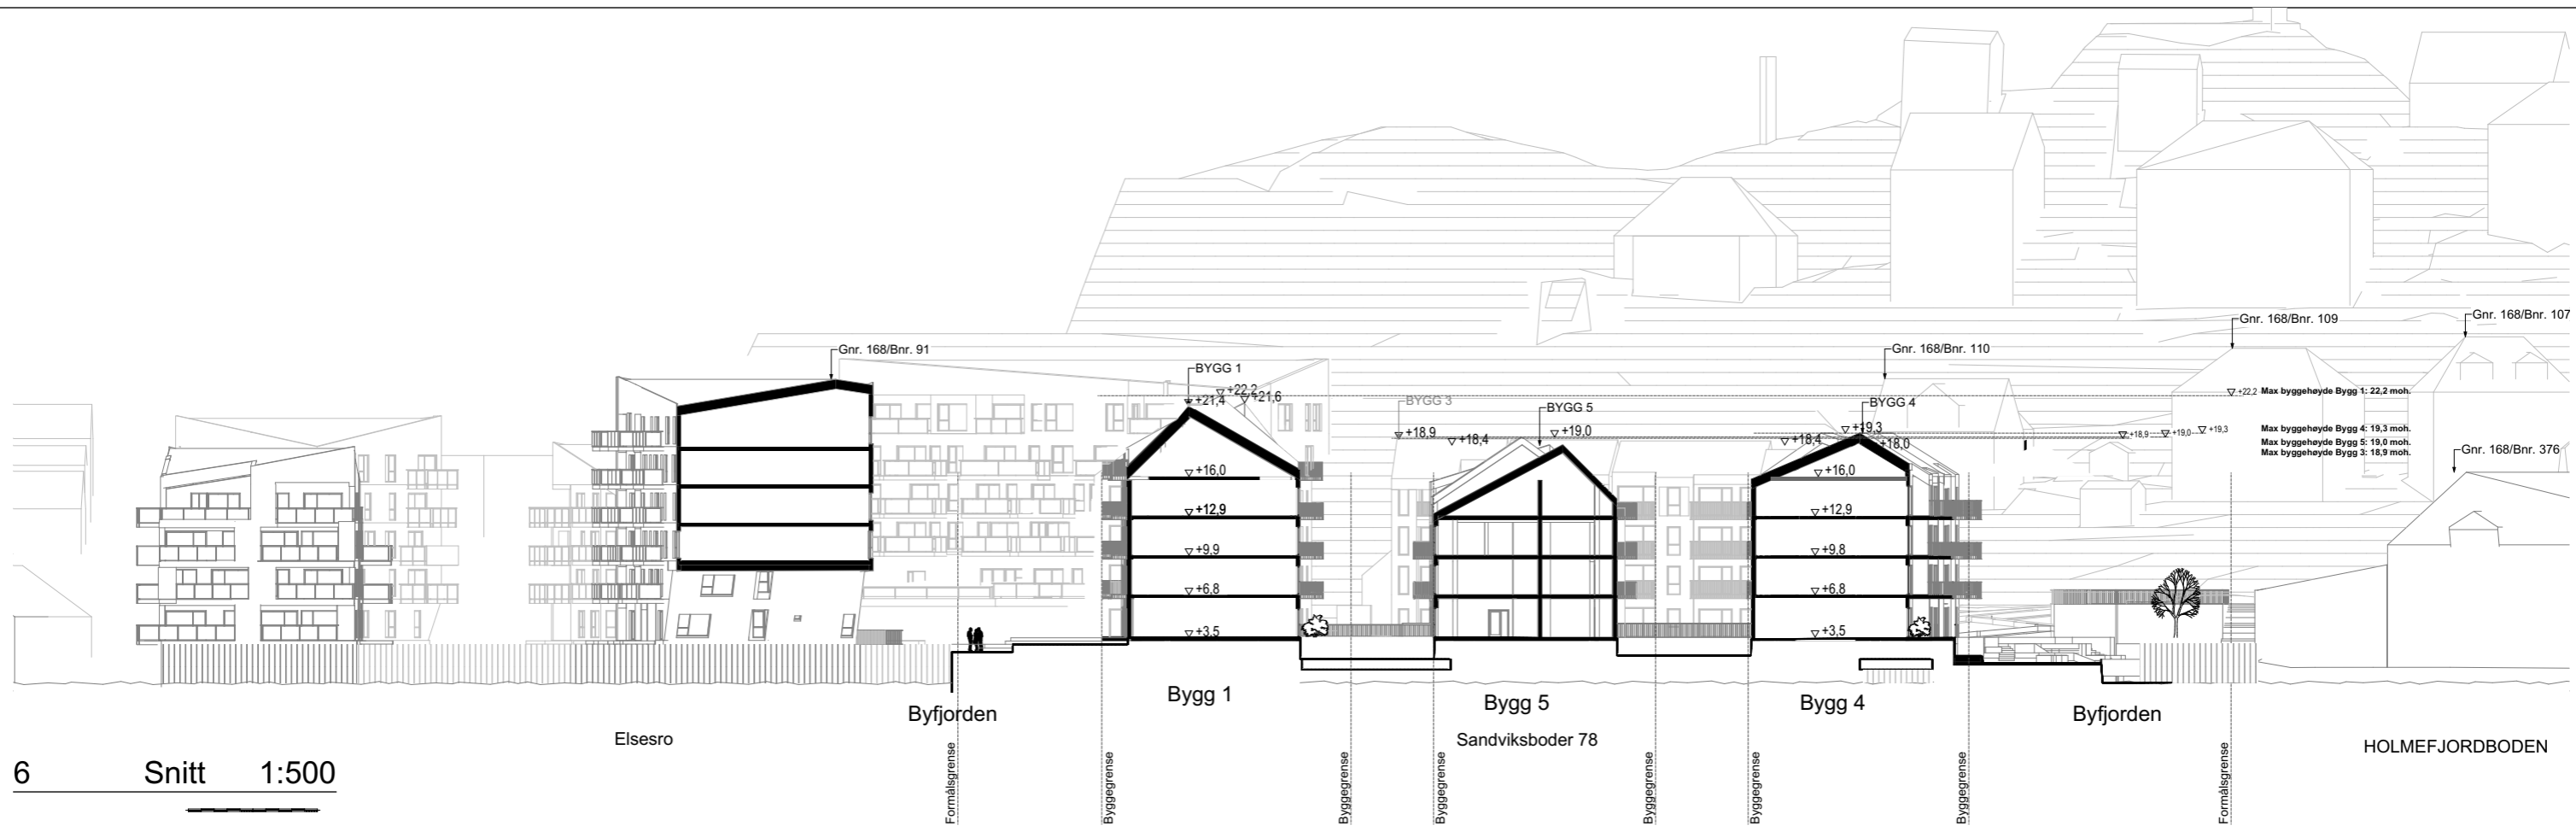 Gnr. 168/Bnr. 107
Gnr. 168/Bnr. 109
Gnr. 168/Bnr. 91
Gnr. 168/Bnr. 110
BYGG 1
+22,2
+21,4
+21,6
BYGG 3
BYGG 5
BYGG 4
+22,2 Max byggehøyde Bygg 1: 22,2 moh.
+18,9
+18,4
+19,0
+18,4
+19,3
+18,0
+18,9
+19,0
+19,3
Max byggehøyde Bygg 4: 19,3 moh.
Max byggehøyde Bygg 5: 19,0 moh.
Max byggehøyde Bygg 3: 18,9 moh.
Gnr. 168/Bnr. 376
+16,0
+16,0
+12,9
+12,9
+9,9
+9,8
+6,8
+6,8
+3,5
+3,5
Bygg 1
Bygg 5
Bygg 4
Byfjorden
Byfjorden
Elsesro
Sandviksboder 78
HOLMEFJORDBODEN
6 Snitt 1:500
Formålsgrense
Byggegrense
Byggegrense
Byggegrense
Byggegrense
Byggegrense
Byggegrense
Formålsgrense